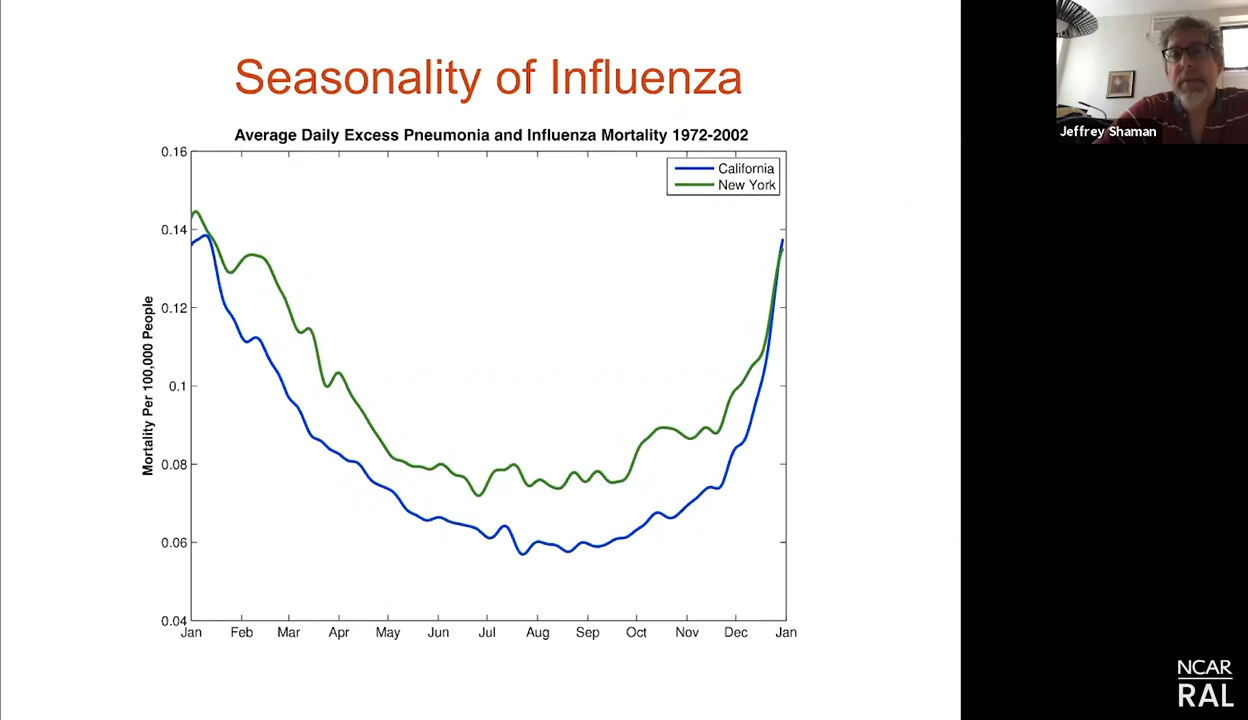 Seasonality of Influenza
Average Daily Excess Pneumonia and Influenza Mortality 1972-2002
California
New York
Mortality Per 100,000 People
0.16
0.14
0.12
0.1
0.08
0.06
0.04
Jan Feb Mar Apr May Jun Jul Aug Sep Oct Nov Dec Jan
Jeffrey Shaman
NCAR
RAL